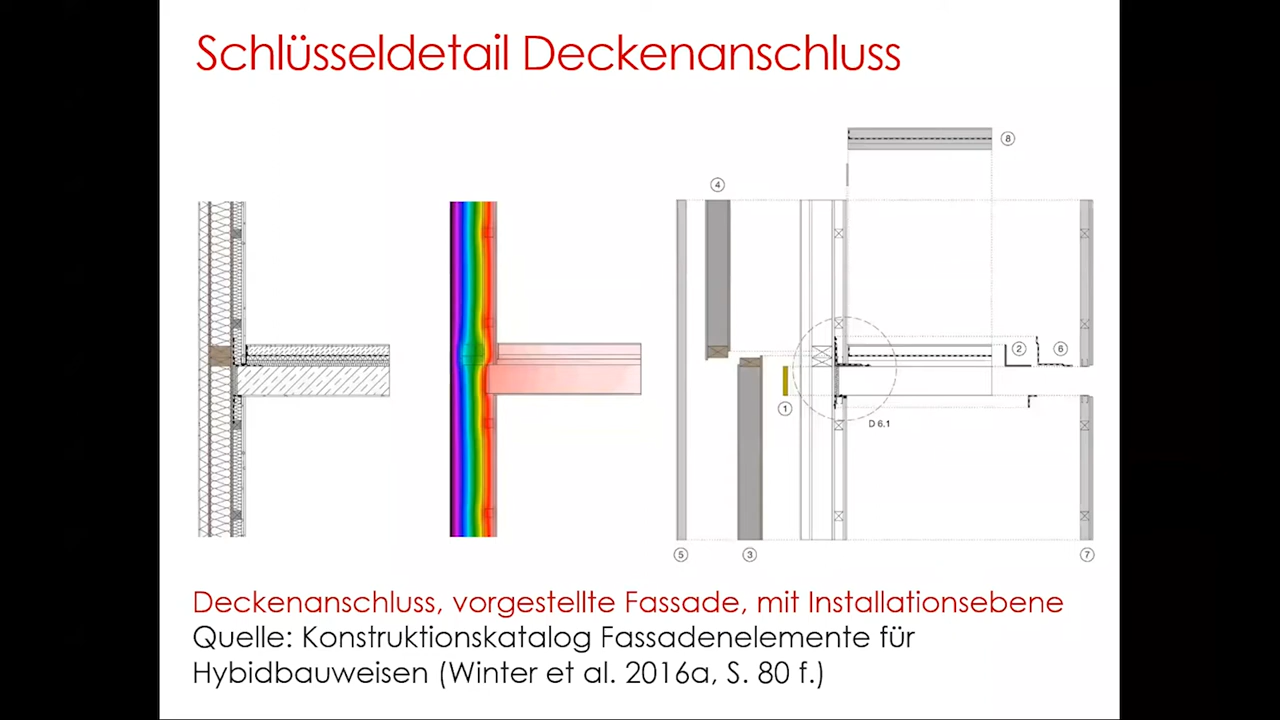 Schlüsseldetail Deckenanschluss
8
4
2
6
1
D 6.1
5
3
7
Deckenanschluss, vorgestellte Fassade, mit Installationsebene
Quelle: Konstruktionskatalog Fassadenelemente für
Hybidbauweisen (Winter et al. 2016a, S. 80 f.)